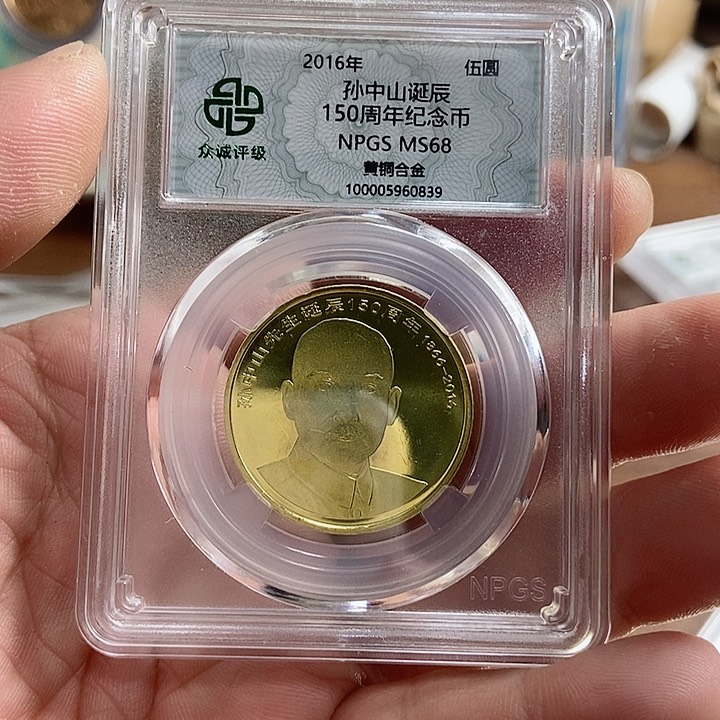 2016年 伍圆
孙中山诞辰
150周年纪念币
NPGS MS68
黄铜合金
100005960839
众诚评级
孙中山先生诞辰150周年 1866-2016
NPGS